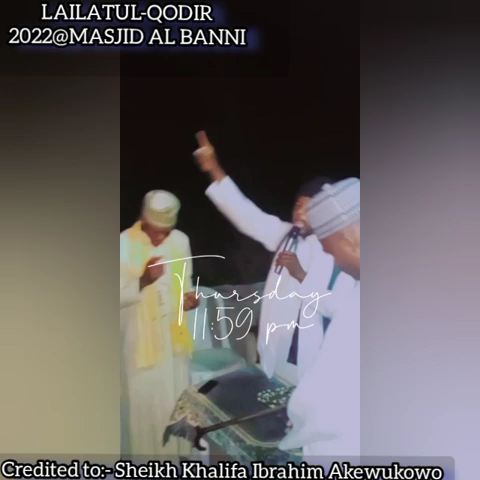 LAILATUL-QODIR
2022@MASJID AL BANNI
Thursday
11:59 pm
Credited to:- Sheikh Khalifa Ibrahim Akewukowo